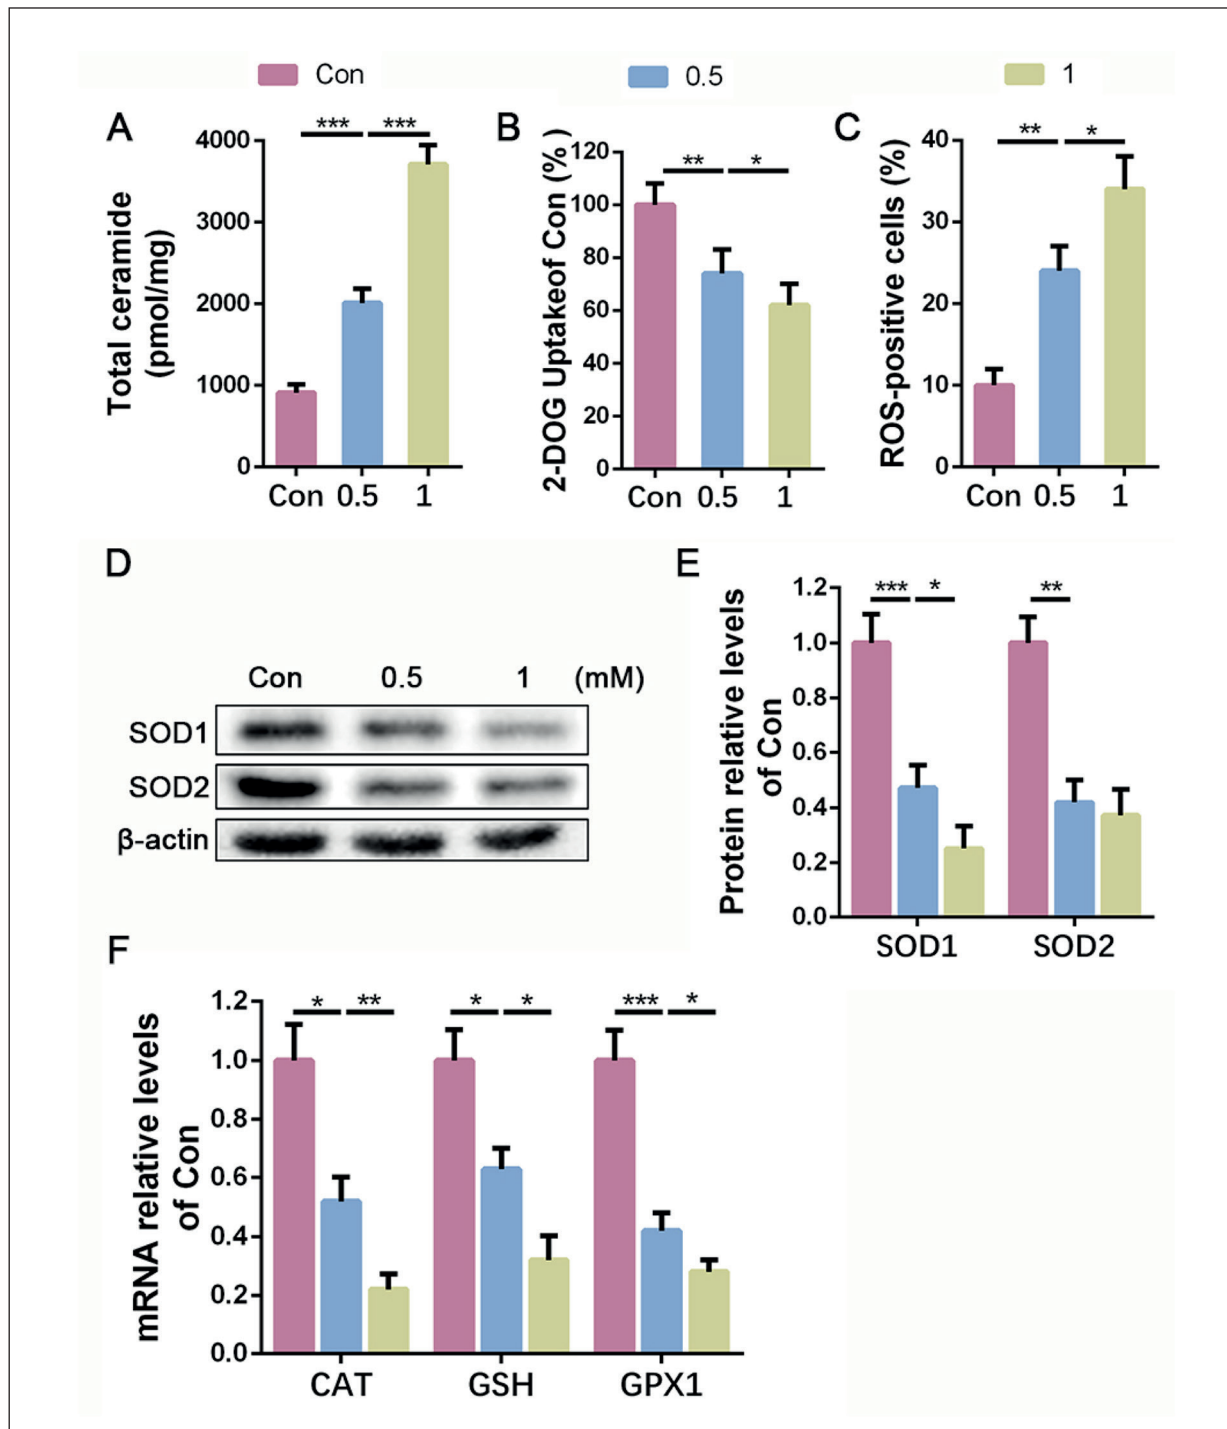 Con 0.5 1
A
*** ***
Total ceramide
(pmol/mg)
4000
3000
2000
1000
0
Con 0.5 1
B
** *
2-DOG Uptakeof Con (%)
120
100
80
60
40
20
0
Con 0.5 1
C
** *
ROS-positive cells (%)
40
30
20
10
0
Con 0.5 1
D
Con 0.5 1 (mM)
SOD1
SOD2
β-actin
E
*** * **
Protein relative levels
of Con
1.2
1.0
0.8
0.6
0.4
0.2
0.0
SOD1 SOD2
F
* ** * * *** *
mRNA relative levels
of Con
1.2
1.0
0.8
0.6
0.4
0.2
0.0
CAT GSH GPX1